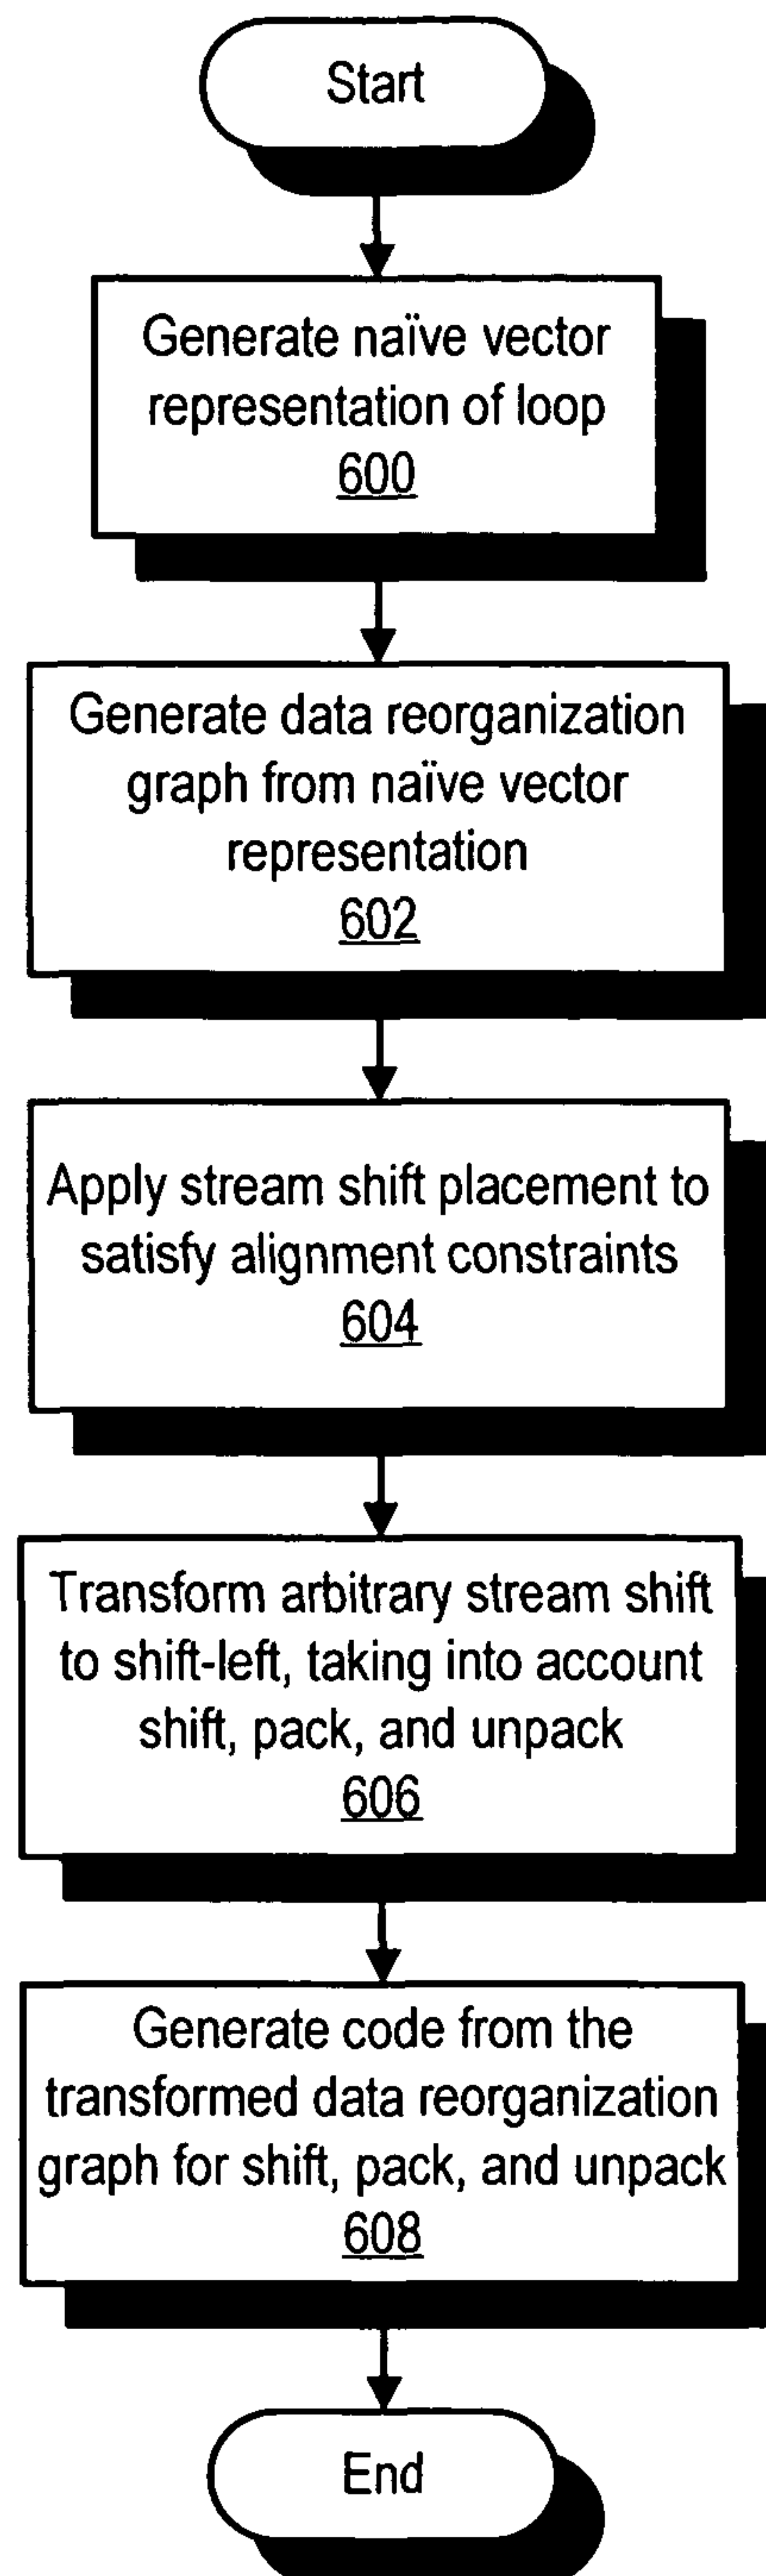 Start
Generate naïve vector
representation of loop
600
Generate data reorganization
graph from naïve vector
representation
602
Apply stream shift placement to
satisfy alignment constraints
604
Transform arbitrary stream shift
to shift-left, taking into account
shift, pack, and unpack
606
Generate code from the
transformed data reorganization
graph for shift, pack, and unpack
608
End